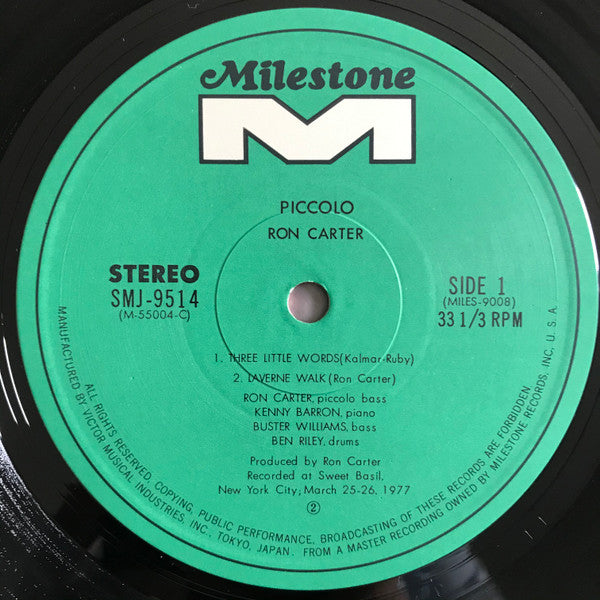 Milestone
M
PICCOLO
RON CARTER
STEREO
SMJ-9514
(M-55004-C)
SIDE 1
(MILES-9008)
33 1/3 RPM
1. THREE LITTLE WORDS(Kalmar-Ruby)
2. LAVERNE WALK(Ron Carter)
RON CARTER, piccolo bass
KENNY BARRON, piano
BUSTER WILLIAMS, bass
BEN RILEY, drums
Produced by Ron Carter
Recorded at Sweet Basil,
New York City, March 25-26, 1977
②
ALL RIGHTS RESERVED. COPYING, PUBLIC PERFORMANCE, BROADCASTING OF THESE RECORDS ARE FORBIDDEN.
MANUFACTURED BY VICTOR MUSICAL INDUSTRIES, INC., TOKYO, JAPAN. FROM A MASTER RECORDING OWNED BY MILESTONE RECORDS, INC, U.S.A.